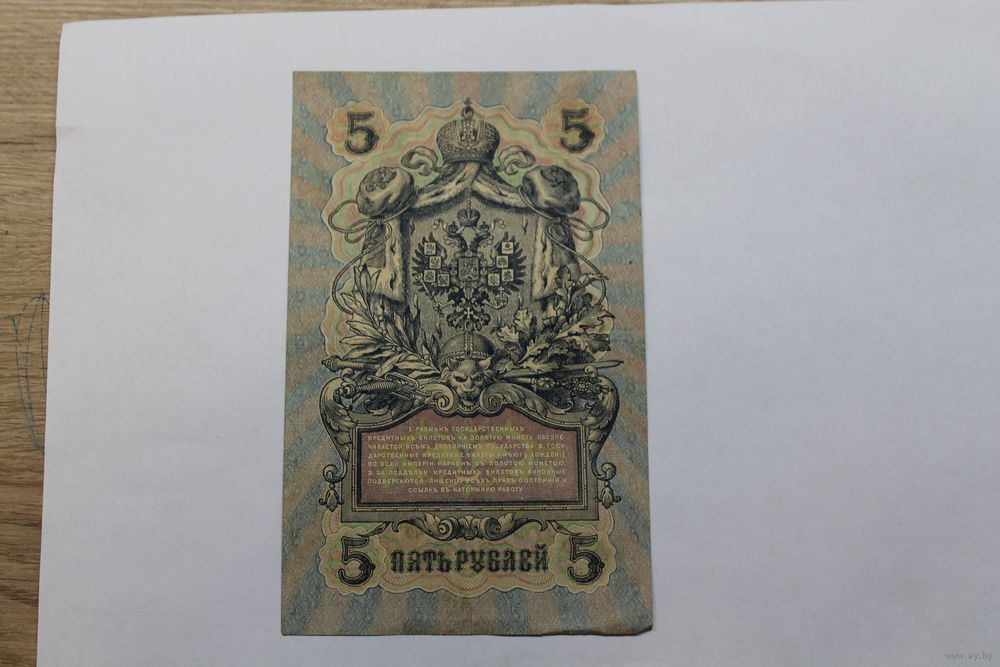 5 5
1. РАЗМѢНЪ ГОСУДАРСТВЕННЫХЪ
КРЕДИТНЫХЪ БИЛЕТОВЪ НА ЗОЛОТУЮ МОНЕТУ ОБЕЗПЕ-
ЧИВАЕТСЯ ВСѢМЪ ДОСТОЯНІЕМЪ ГОСУДАРСТВА. 2. ГОСУ-
ДАРСТВЕННЫЕ КРЕДИТНЫЕ БИЛЕТЫ ИМѢЮТЪ ХОЖДЕНІЕ
ВО ВСЕЙ ИМПЕРІИ НАРАВНѢ СЪ ЗОЛОТОЮ МОНЕТОЮ.
3. ЗА ПОДДѢЛКУ КРЕДИТНЫХЪ БИЛЕТОВЪ ВИНОВНЫЕ
ПОДВЕРГАЮТСЯ ЛИШЕНІЮ ВСѢХЪ ПРАВЪ СОСТОЯНІЯ И
ССЫЛКѢ ВЪ КАТОРЖНУЮ РАБОТУ
5 ПЯТЬ РУБЛЕЙ 5
www.ay.by